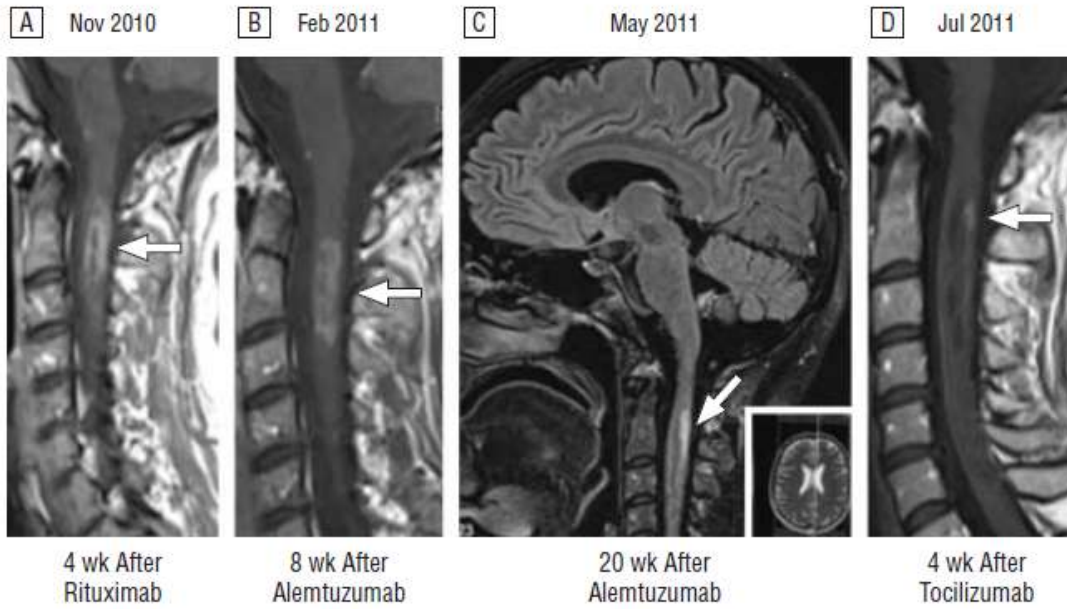 A Nov 2010
B Feb 2011
C May 2011
D Jul 2011
4 wk After
Rituximab
8 wk After
Alemtuzumab
20 wk After
Alemtuzumab
4 wk After
Tocilizumab